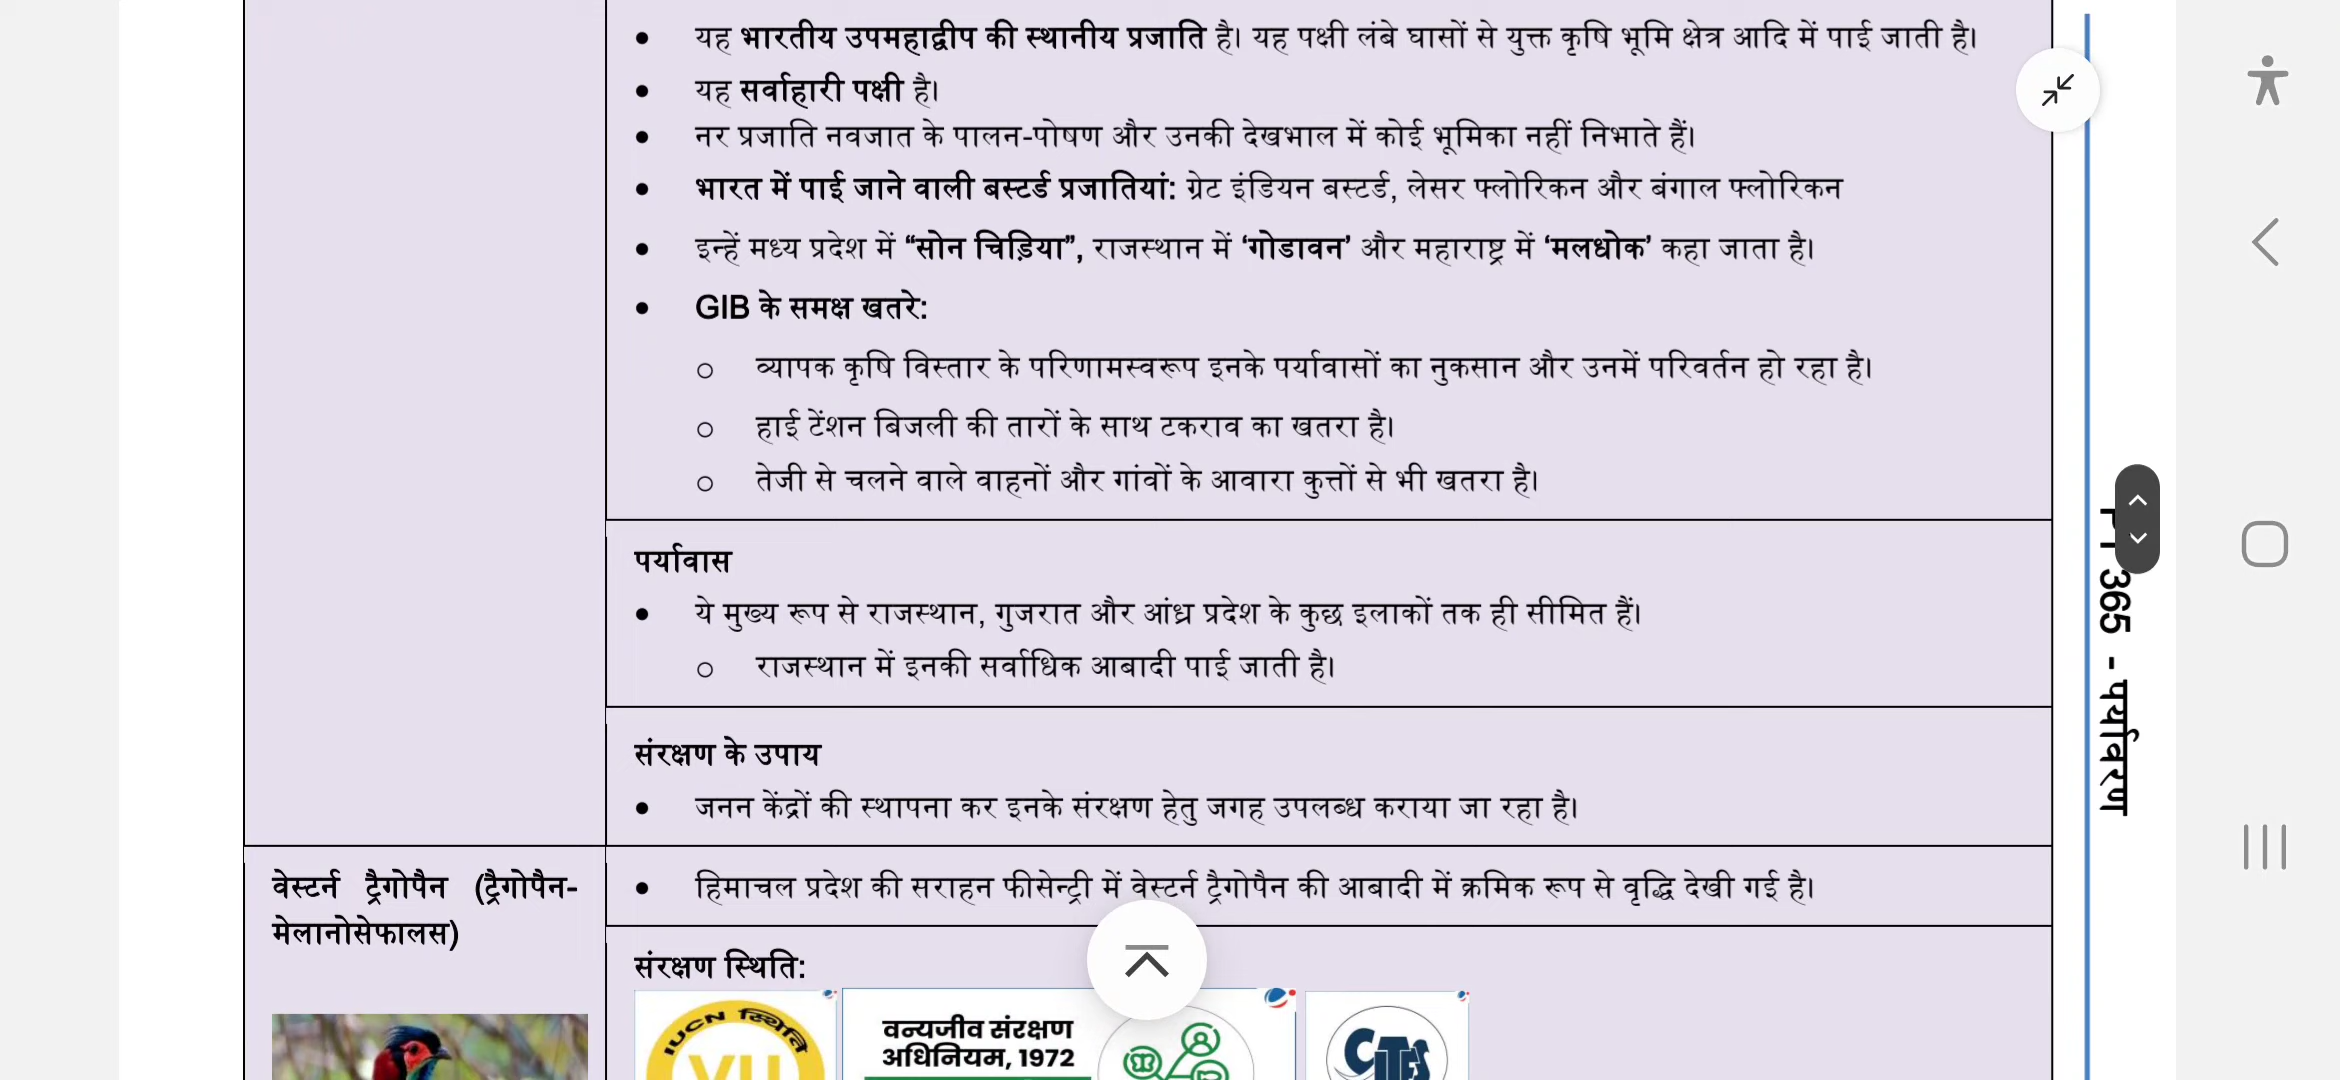 यह भारतीय उपमहाद्वीप की स्थानीय प्रजाति है। यह पक्षी लंबे घासों से युक्त कृषि भूमि क्षेत्र आदि में पाई जाती है।
यह सर्वाहारी पक्षी है।
नर प्रजाति नवजात के पालन-पोषण और उनकी देखभाल में कोई भूमिका नहीं निभाते हैं।
भारत में पाई जाने वाली बस्टर्ड प्रजातियां: ग्रेट इंडियन बस्टर्ड, लेसर फ्लोरिकन और बंगाल फ्लोरिकन
इन्हें मध्य प्रदेश में “सोन चिड़िया”, राजस्थान में ‘गोडावन’ और महाराष्ट्र में ‘मलधोक’ कहा जाता है।
GIB के समक्ष खतरे:
व्यापक कृषि विस्तार के परिणामस्वरूप इनके पर्यावासों का नुकसान और उनमें परिवर्तन हो रहा है।
हाई टेंशन बिजली की तारों के साथ टकराव का खतरा है।
तेजी से चलने वाले वाहनों और गांवों के आवारा कुत्तों से भी खतरा है।
पर्यावास
ये मुख्य रूप से राजस्थान, गुजरात और आंध्र प्रदेश के कुछ इलाकों तक ही सीमित हैं।
राजस्थान में इनकी सर्वाधिक आबादी पाई जाती है।
संरक्षण के उपाय
जनन केंद्रों की स्थापना कर इनके संरक्षण हेतु जगह उपलब्ध कराया जा रहा है।
वेस्टर्न ट्रैगोपैन (ट्रैगोपैन-
मेलानोसेफालस)
हिमाचल प्रदेश की सराहन फीसेन्ट्री में वेस्टर्न ट्रैगोपैन की आबादी में क्रमिक रूप से वृद्धि देखी गई है।
संरक्षण स्थिति:
IUCN स्थिति
VU
वन्यजीव संरक्षण
अधिनियम, 1972
CITES
365 - पर्यावरण